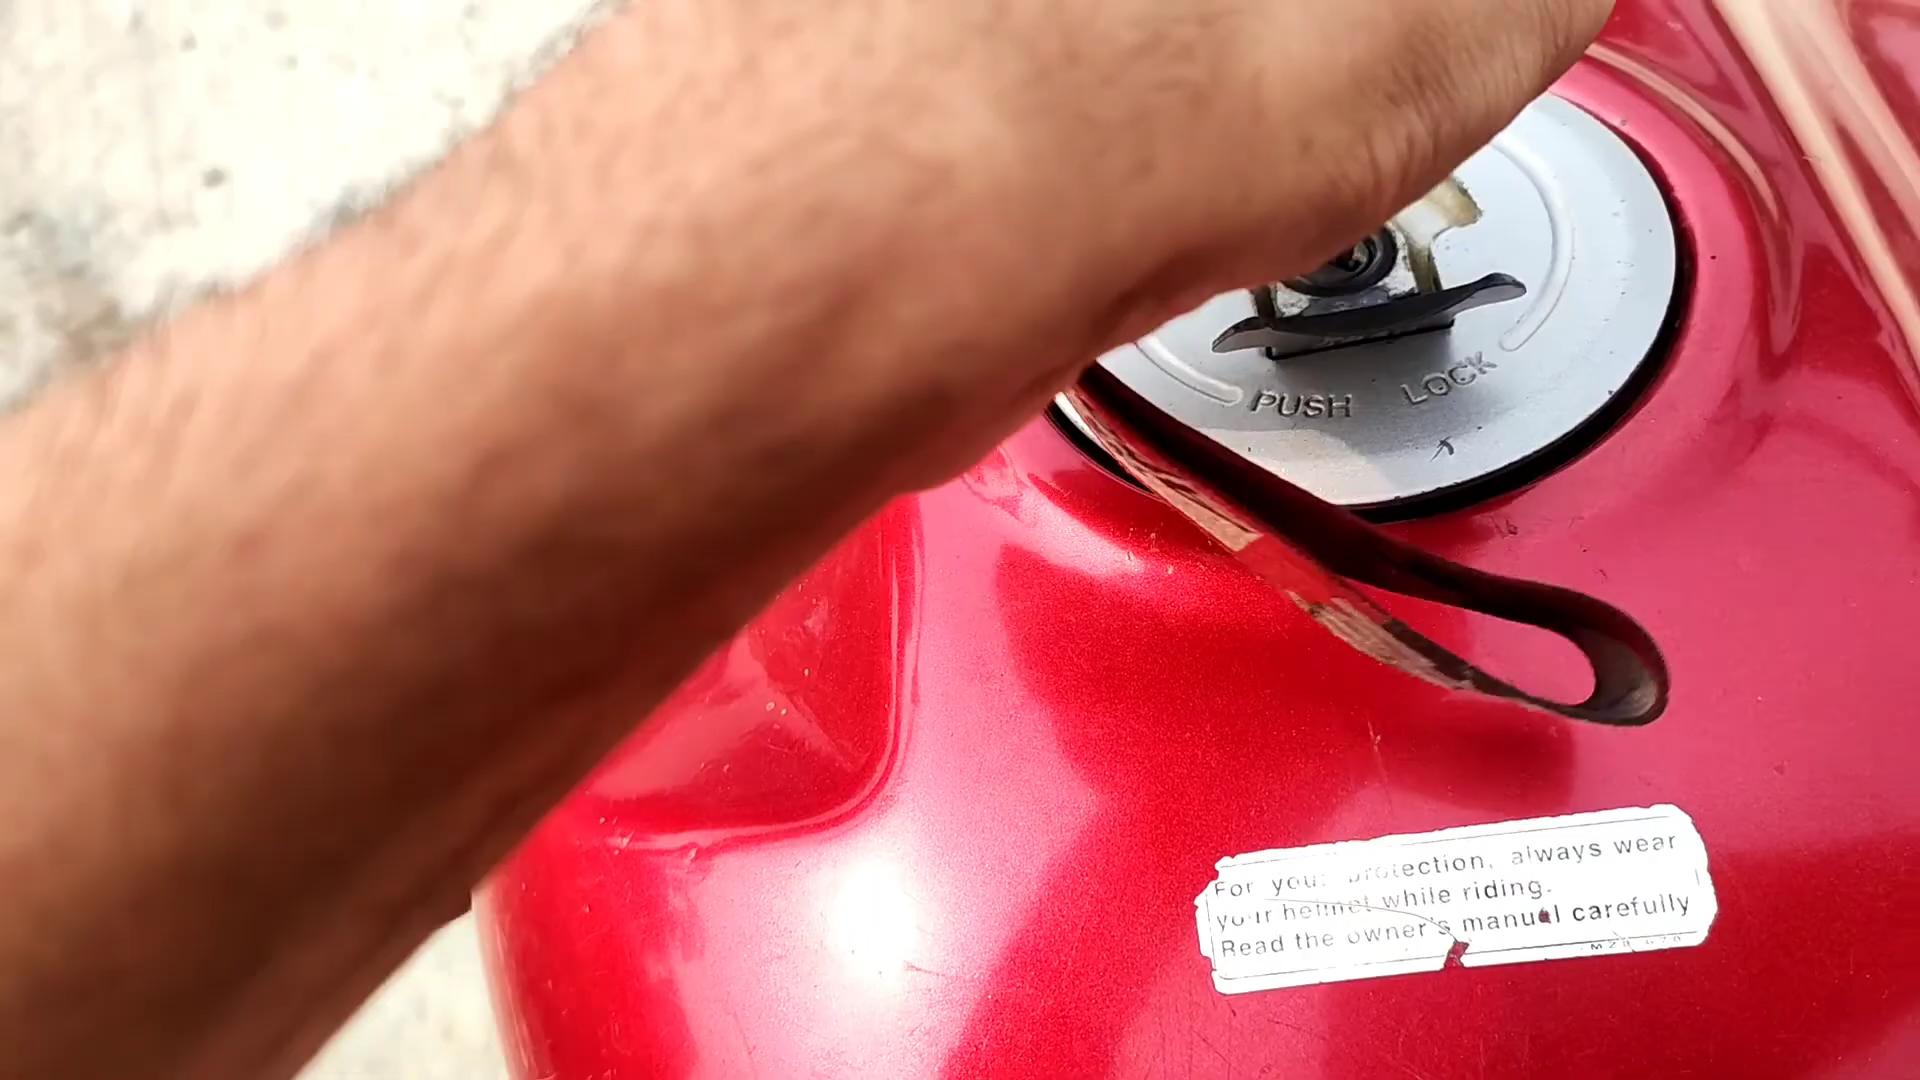 PUSH LOCK
For your protection, always wear
your helmet while riding.
Read the owner's manual carefully